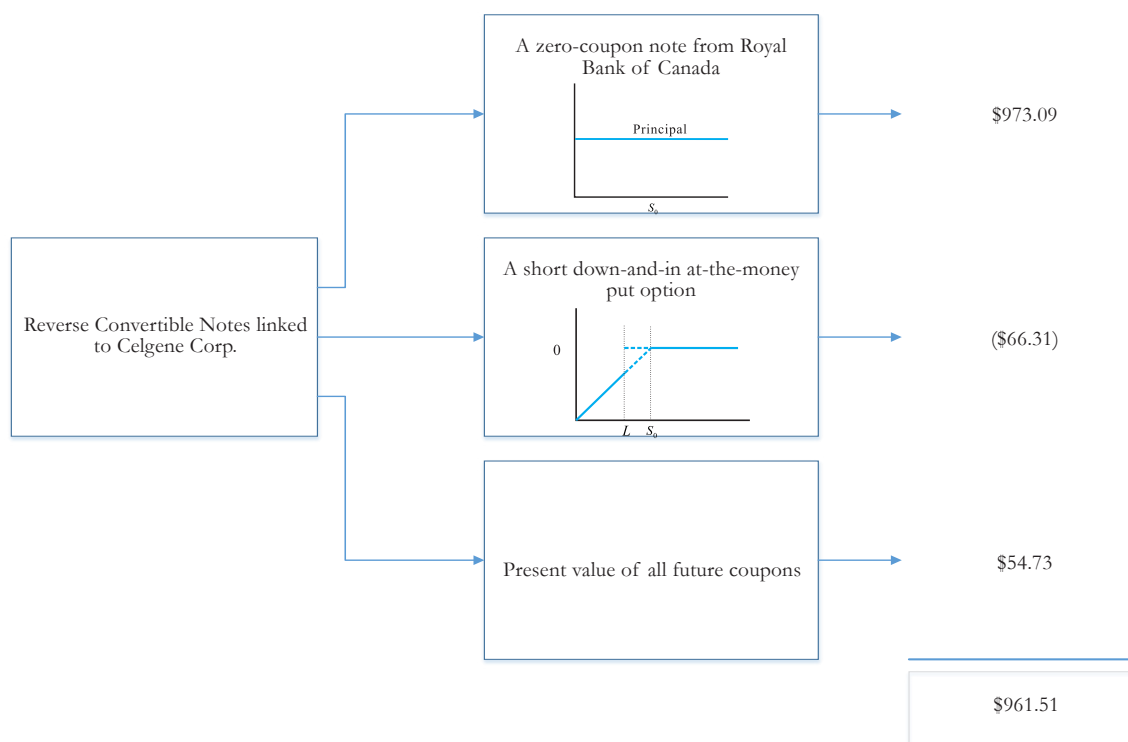 A zero-coupon note from Royal
Bank of Canada
Principal
S₀
$973.09
Reverse Convertible Notes linked
to Celgene Corp.
A short down-and-in at-the-money
put option
0
L S₀
($66.31)
Present value of all future coupons
$54.73
$961.51